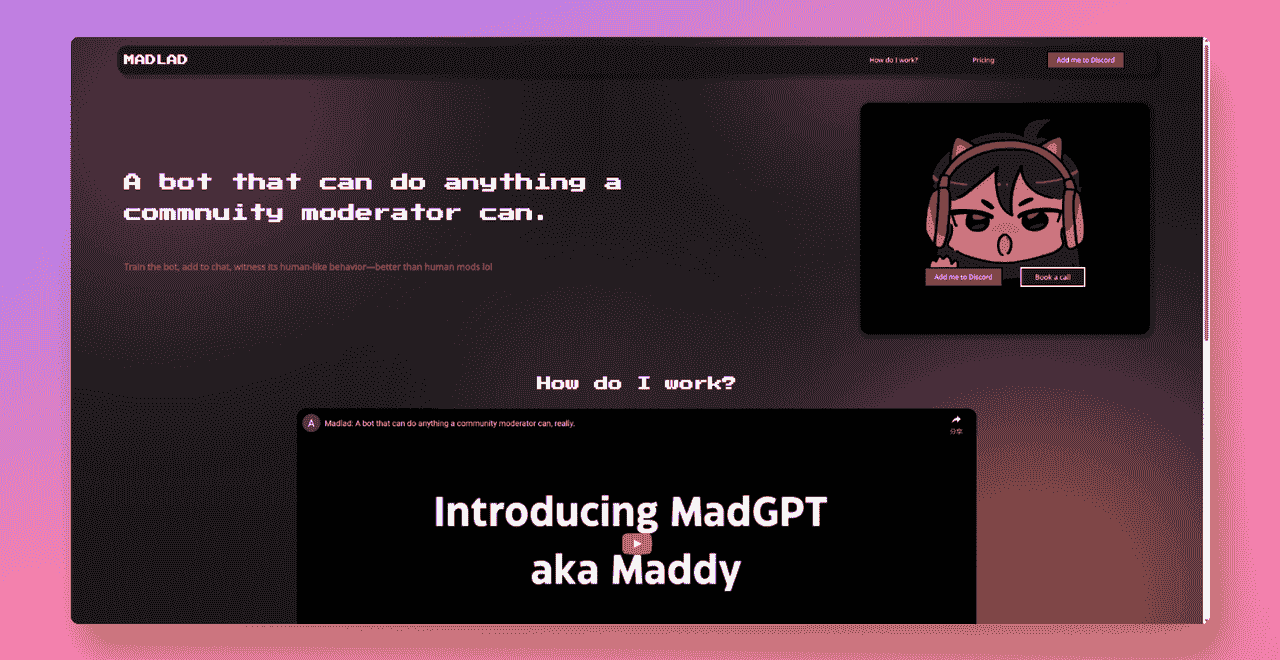 MADLAD
How do I work?
Pricing
Add me to Discord
A bot that can do anything a
commnuity moderator can.
Train the bot, add to chat, witness its human-like behavior—better than human mods lol
Add me to Discord
Book a call
How do I work?
A
Madlad: A bot that can do anything a community moderator can, really.
分享
Introducing MadGPT
aka Maddy